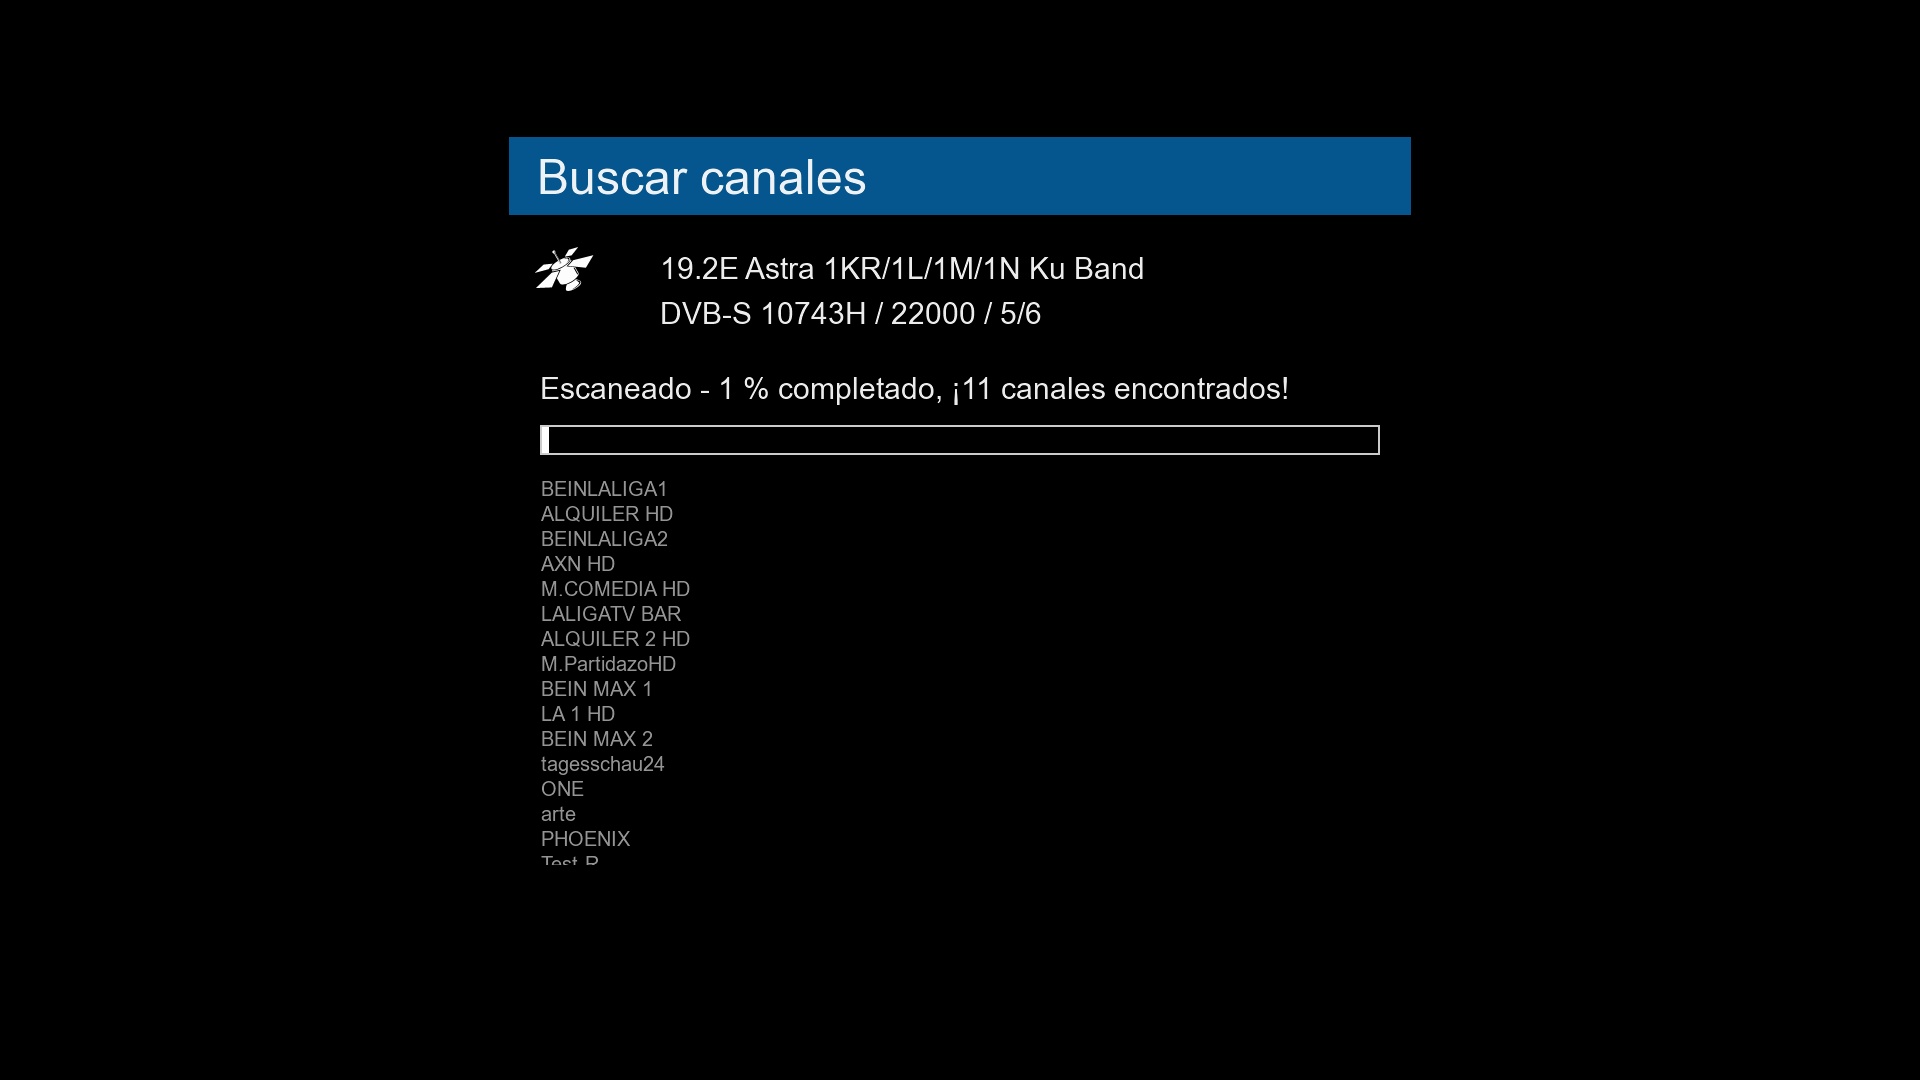 Buscar canales
19.2E Astra 1KR/1L/1M/1N Ku Band
DVB-S 10743H / 22000 / 5/6
Escaneado - 1 % completado, ¡11 canales encontrados!
BEINLALIGA1
ALQUILER HD
BEINLALIGA2
AXN HD
M.COMEDIA HD
LALIGATV BAR
ALQUILER 2 HD
M.PartidazoHD
BEIN MAX 1
LA 1 HD
BEIN MAX 2
tagesschau24
ONE
arte
PHOENIX
Test-R